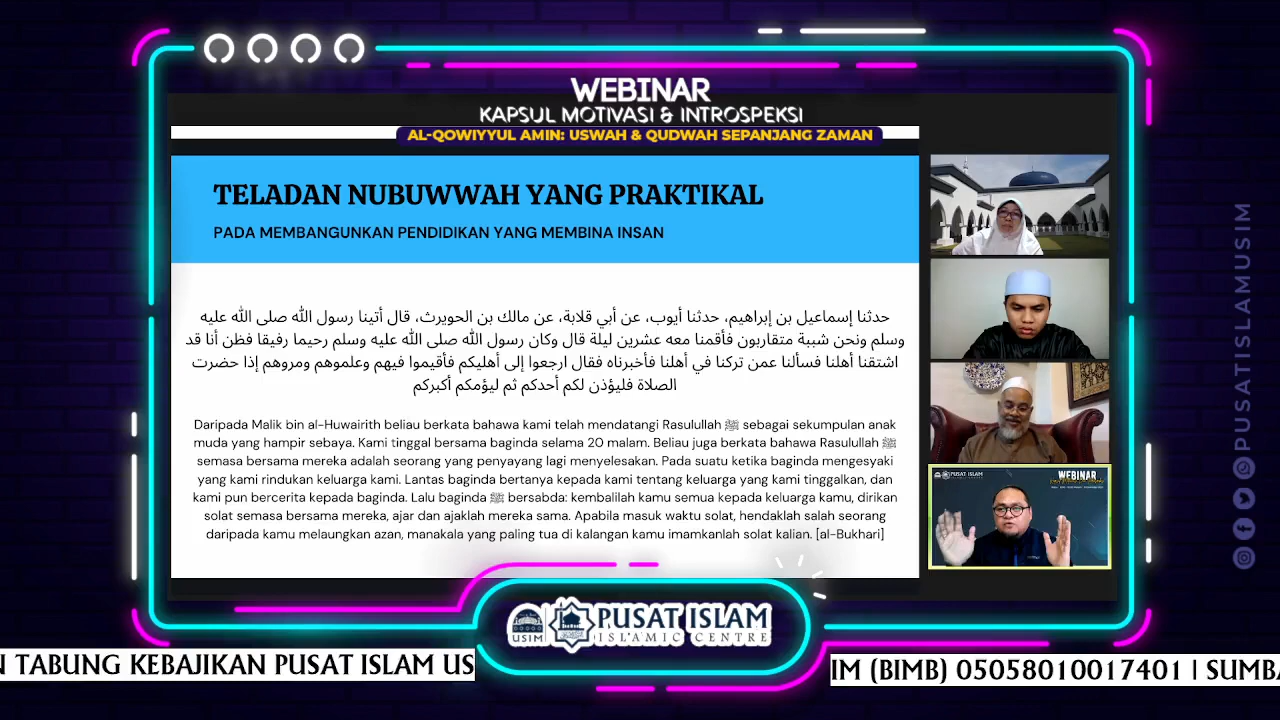 WEBINAR
KAPSUL MOTIVASI & INTROSPEKSI
AL-QOWIYYUL AMIN: USWAH & QUDWAH SEPANJANG ZAMAN
TELADAN NUBUWWAH YANG PRAKTIKAL
PADA MEMBANGUNKAN PENDIDIKAN YANG MEMBINA INSAN
حدثنا إسماعيل بن إبراهيم، حدثنا أيوب، عن أبي قلابة، عن مالك بن الحويرث، قال أتينا رسول الله صلى الله عليه
وسلم ونحن شببة متقاربون فأقمنا معه عشرين ليلة قال وكان رسول الله صلى الله عليه وسلم رحيما رفيقا فظن أنا قد
اشتقنا أهلنا فسألنا عمن تركنا في أهلنا فأخبرناه فقال ارجعوا إلى أهليكم فأقيموا فيهم وعلموهم ومروهم إذا حضرت
الصلاة فليؤذن لكم أحدكم ثم ليؤمكم أكبركم
Daripada Malik bin al-Huwairith beliau berkata bahawa kami telah mendatangi Rasulullah ﷺ sebagai sekumpulan anak
muda yang hampir sebaya. Kami tinggal bersama baginda selama 20 malam. Beliau juga berkata bahawa Rasulullah ﷺ
semasa bersama mereka adalah seorang yang penyayang lagi menyelesakan. Pada suatu ketika baginda mengesyaki
yang kami rindukan keluarga kami. Lantas baginda bertanya kepada kami tentang keluarga yang kami tinggalkan, dan
kami pun bercerita kepada baginda. Lalu baginda ﷺ bersabda: kembalilah kamu semua kepada keluarga kamu, dirikan
solat semasa bersama mereka, ajar dan ajaklah mereka sama. Apabila masuk waktu solat, hendaklah salah seorang
daripada kamu melaungkan azan, manakala yang paling tua di kalangan kamu imamkanlah solat kalian. [al-Bukhari]
PUSAT ISLAM
WEBINAR
PUSATISLAMUSIM
USIM
PUSAT ISLAM
ISLAMIC CENTRE
N TABUNG KEBAJIKAN PUSAT ISLAM US
IM (BIMB) 05058010017401 | SUMBA